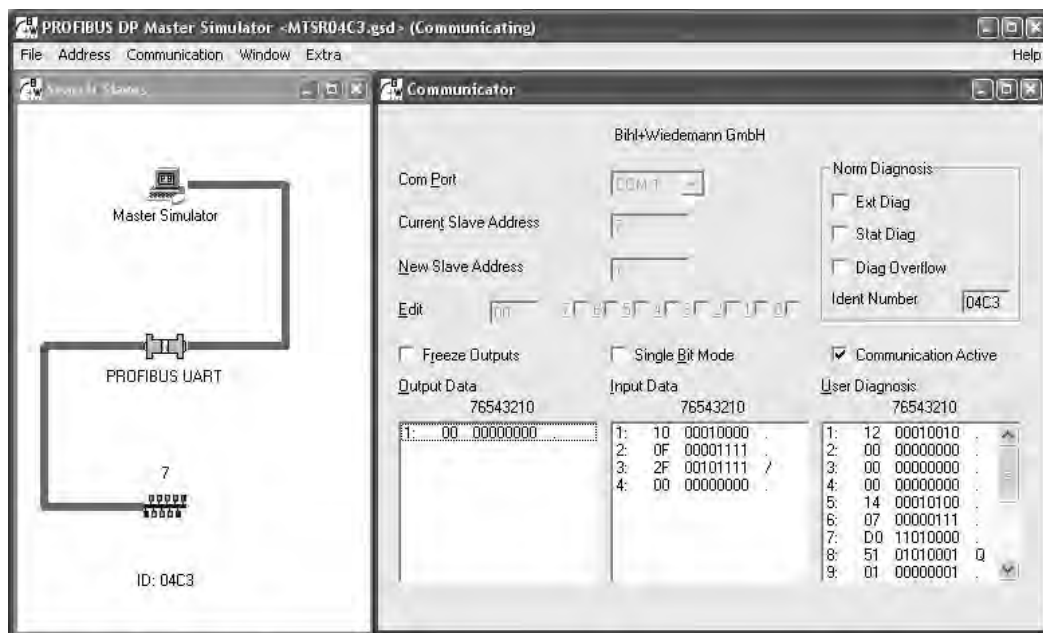 PROFIBUS DP Master Simulator <MTSR04C3.gsd> (Communicating)
File Address Communication Window Extra Help
Search Slaves
Master Simulator
PROFIBUS UART
7
ID: 04C3
Communicator
Bihl+Wiedemann GmbH
Com Port COM 1
Current Slave Address 7
New Slave Address
Edit 00 7 6 5 4 3 2 1 0
Norm Diagnosis
Ext Diag
Stat Diag
Diag Overflow
Ident Number 04C3
Freeze Outputs
Single Bit Mode
Communication Active
Output Data
76543210
1: 00 00000000 .
Input Data
76543210
1: 10 00010000 .
2: 0F 00001111 .
3: 2F 00101111 /
4: 00 00000000 .
User Diagnosis
76543210
1: 12 00010010 .
2: 00 00000000 .
3: 00 00000000 .
4: 00 00000000 .
5: 14 00010100 .
6: 07 00000111 .
7: D0 11010000 .
8: 51 01010001 Q
9: 01 00000001 .